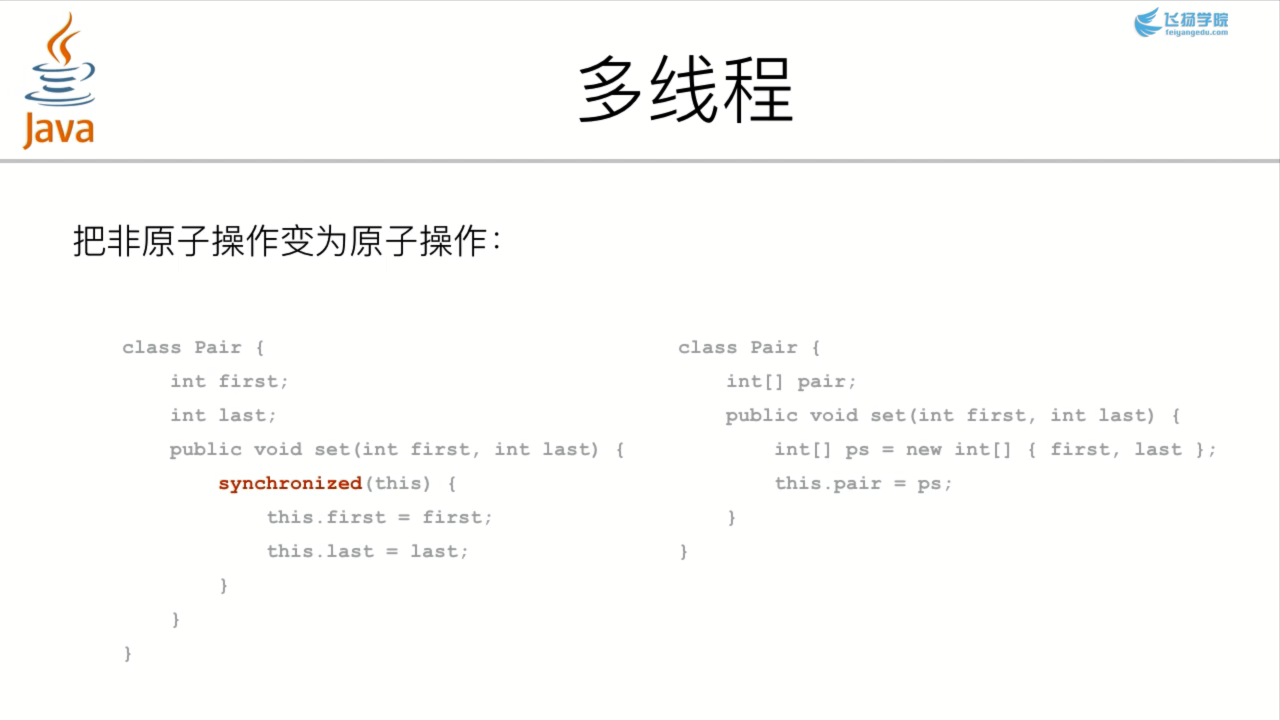 Java
飞扬学院
feiyangedu.com
多线程
把非原子操作变为原子操作：
class Pair {
int first;
int last;
public void set(int first, int last) {
synchronized(this) {
this.first = first;
this.last = last;
}
}
}
class Pair {
int[] pair;
public void set(int first, int last) {
int[] ps = new int[] { first, last };
this.pair = ps;
}
}